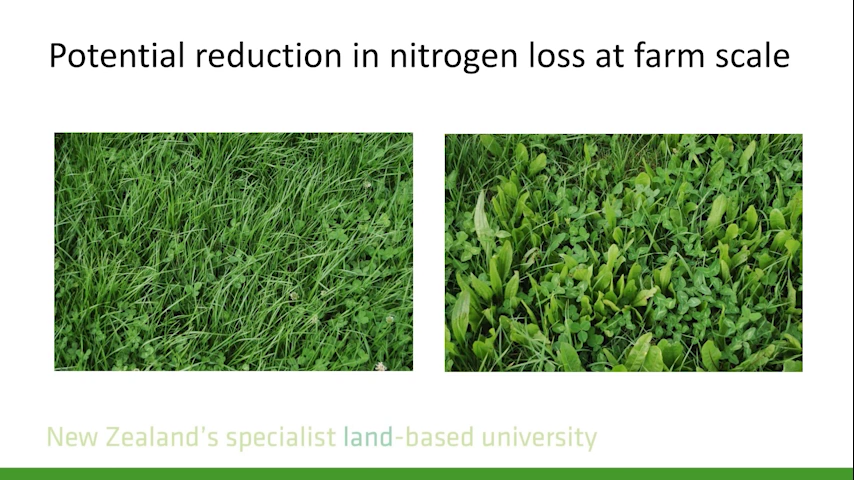 Potential reduction in nitrogen loss at farm scale
New Zealand's specialist land-based university